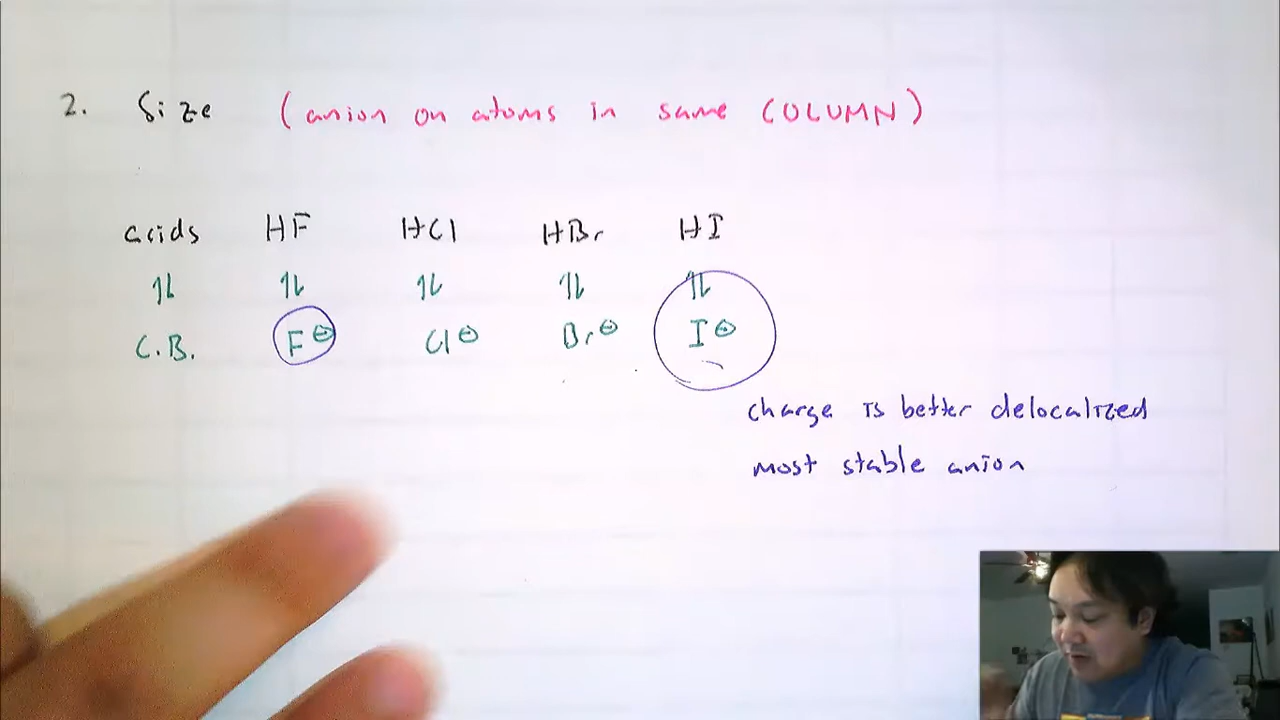 2. Size (anion on atoms in same COLUMN)
acids HF HCl HBr HI
⇌ ⇌ ⇌ ⇌ ⇌
C.B. F⊖ Cl⊖ Br⊖ I⊖
charge is better delocalized
most stable anion